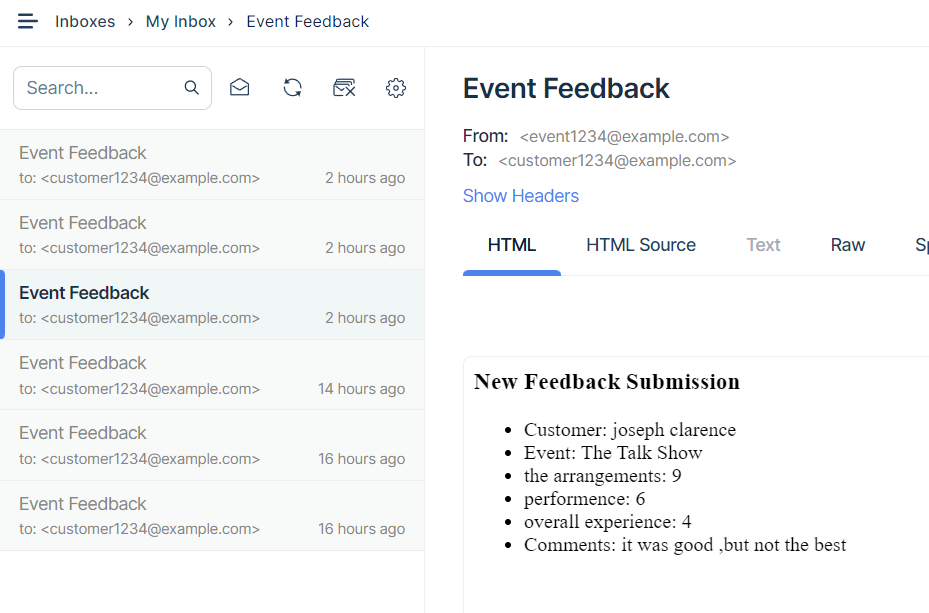 Inboxes › My Inbox › Event Feedback
Search...
Event Feedback
to: <customer1234@example.com> 2 hours ago
Event Feedback
to: <customer1234@example.com> 2 hours ago
Event Feedback
to: <customer1234@example.com> 2 hours ago
Event Feedback
to: <customer1234@example.com> 14 hours ago
Event Feedback
to: <customer1234@example.com> 16 hours ago
Event Feedback
to: <customer1234@example.com> 16 hours ago
Event Feedback
From: <event1234@example.com>
To: <customer1234@example.com>
Show Headers
HTML HTML Source Text Raw Sp
New Feedback Submission
• Customer: joseph clarence
• Event: The Talk Show
• the arrangements: 9
• performence: 6
• overall experience: 4
• Comments: it was good ,but not the best